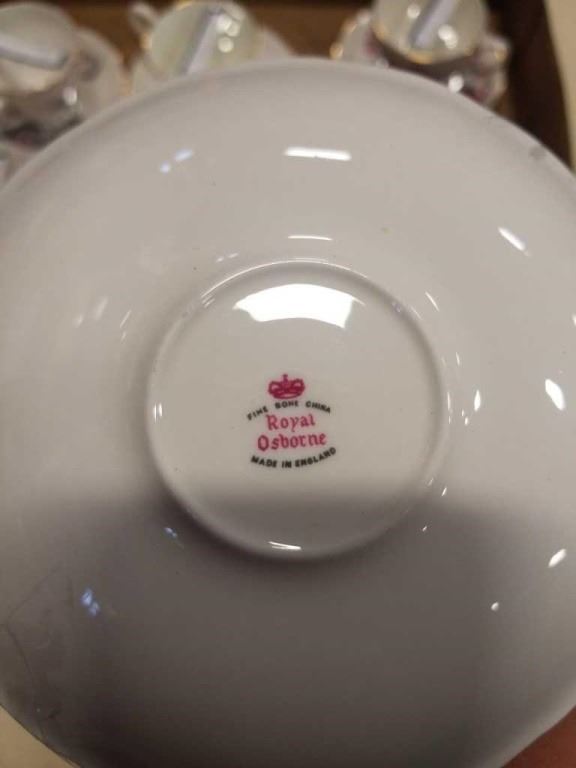 FINE BONE CHINA
Royal
Osborne
MADE IN ENGLAND